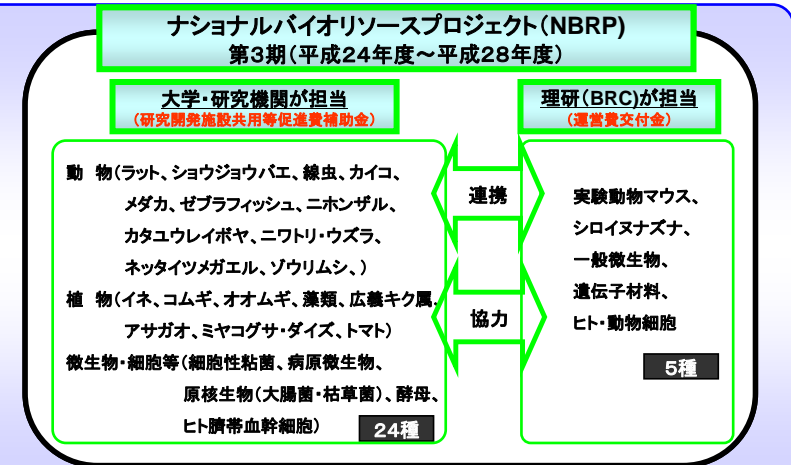 ナショナルバイオリソースプロジェクト（NBRP)
第３期（平成２４年度～平成２８年度）
大学・研究機関が担当
（研究開発施設共用等促進費補助金）
動　物（ラット、ショウジョウバエ、線虫、カイコ、
メダカ、ゼブラフィッシュ、ニホンザル、
カタユウレイボヤ、ニワトリ・ウズラ、
ネッタイツメガエル、ゾウリムシ、）
植　物（イネ、コムギ、オオムギ、藻類、広義キク属、
アサガオ、ミヤコグサ・ダイズ、トマト）
微生物・細胞等（細胞性粘菌、病原微生物、
原核生物（大腸菌・枯草菌）、酵母、
ヒト臍帯血幹細胞）
２４種
連携
協力
理研（BRC)が担当
（運営費交付金）
実験動物マウス、
シロイヌナズナ、
一般微生物、
遺伝子材料、
ヒト・動物細胞
５種